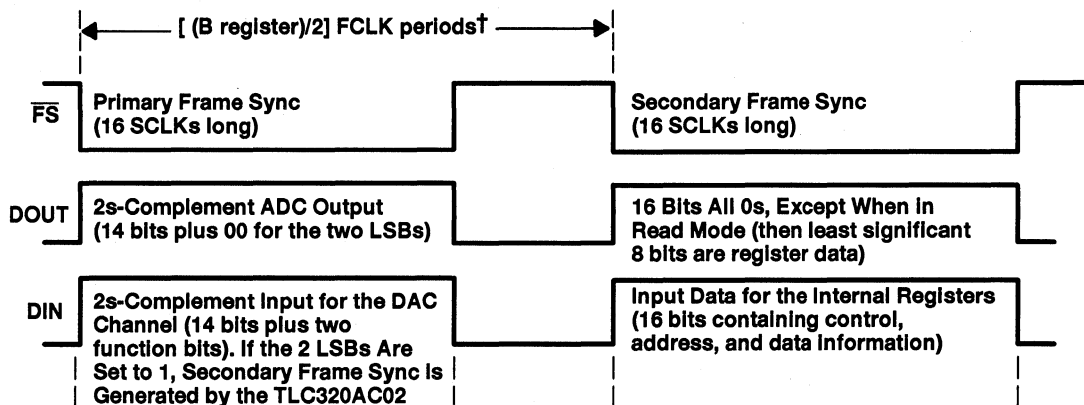 [ (B register)/2] FCLK periods†
FS
Primary Frame Sync
(16 SCLKs long)
Secondary Frame Sync
(16 SCLKs long)
DOUT
2s-Complement ADC Output
(14 bits plus 00 for the two LSBs)
16 Bits All 0s, Except When in
Read Mode (then least significant
8 bits are register data)
DIN
2s-Complement Input for the DAC
Channel (14 bits plus two
function bits). If the 2 LSBs Are
Set to 1, Secondary Frame Sync is
Generated by the TLC320AC02
Input Data for the Internal Registers
(16 bits containing control,
address, and data information)